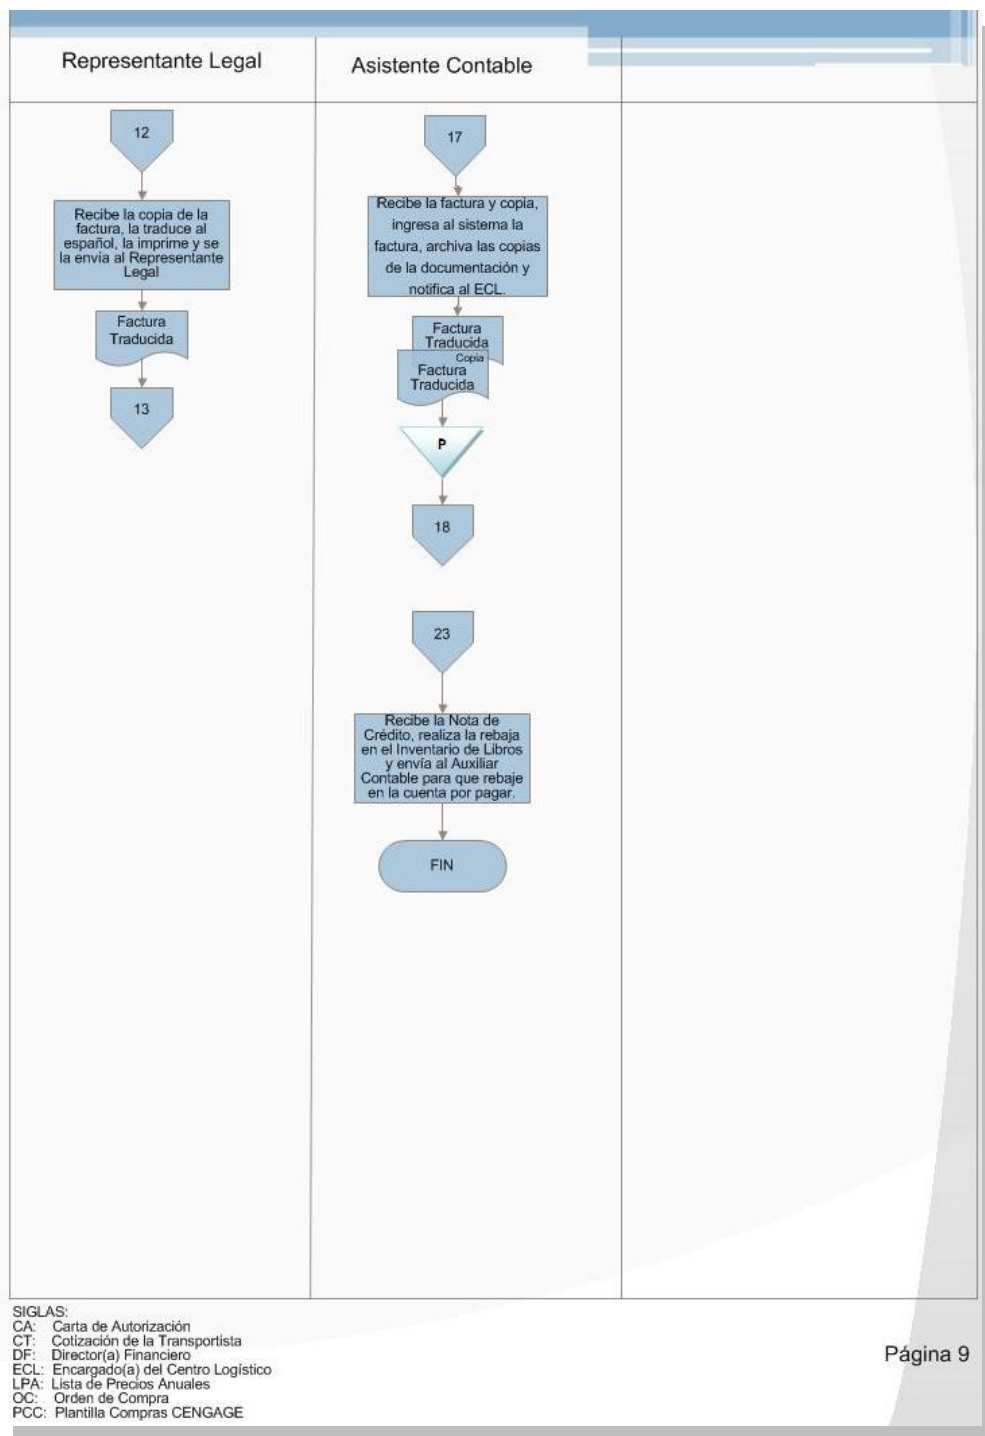 Representante Legal
Asistente Contable
12
Recibe la copia de la
factura, la traduce al
español, la imprime y se
la envía al Representante
Legal
Factura
Traducida
13
17
Recibe la factura y copia,
ingresa al sistema la
factura, archiva las copias
de la documentación y
notifica al ECL.
Factura
Traducida
Copia
Factura
Traducida
P
18
23
Recibe la Nota de
Crédito, realiza la rebaja
en el Inventario de Libros
y envía al Auxiliar
Contable para que rebaje
en la cuenta por pagar.
FIN
SIGLAS:
CA: Carta de Autorización
CT: Cotización de la Transportista
DF: Director(a) Financiero
ECL: Encargado(a) del Centro Logístico
LPA: Lista de Precios Anuales
OC: Orden de Compra
PCC: Plantilla Compras CENGAGE
Página 9